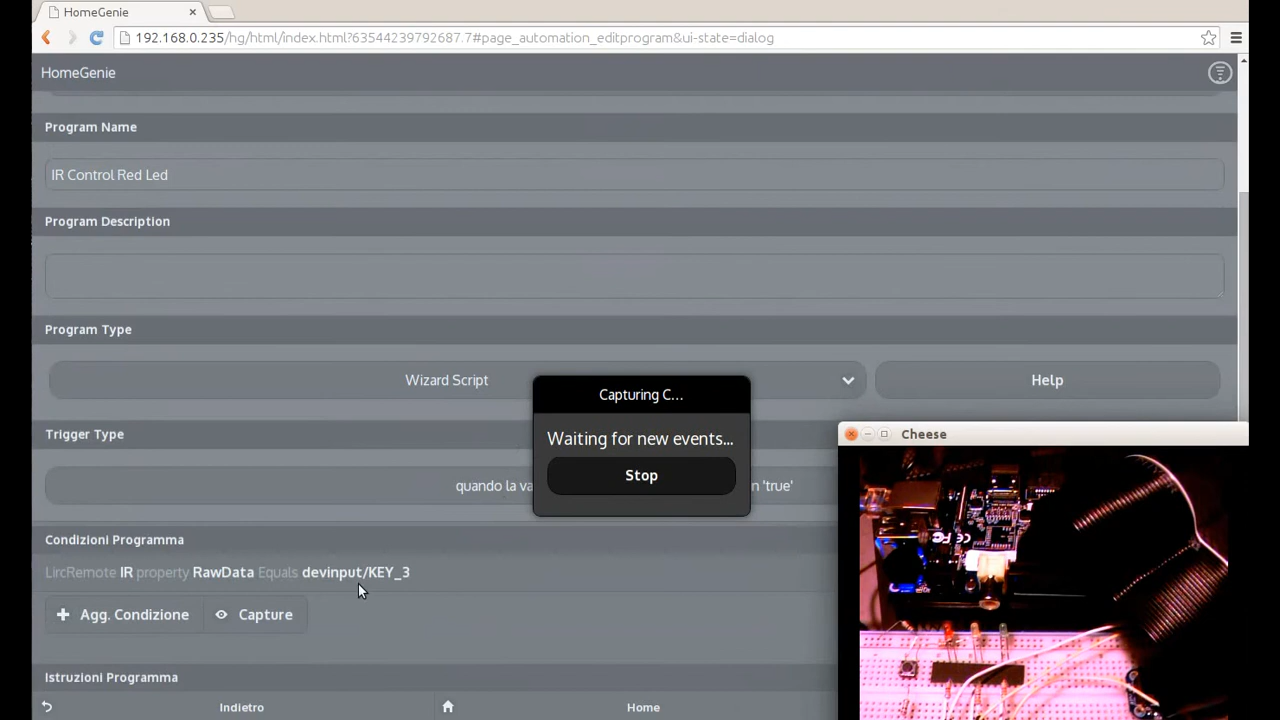 HomeGenie
192.168.0.235/hg/html/index.html?63544239792687.7#page_automation_editprogram&ui-state=dialog
HomeGenie
Program Name
IR Control Red Led
Program Description
Program Type
Wizard Script
Help
Capturing C...
Waiting for new events...
Stop
Trigger Type
quando la va
n 'true'
Cheese
Condizioni Programma
LircRemote IR property RawData Equals devinput/KEY_3
Agg. Condizione
Capture
Istruzioni Programma
Indietro
Home